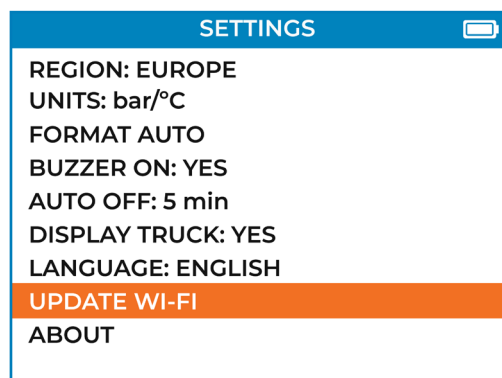 SETTINGS
REGION: EUROPE
UNITS: bar/°C
FORMAT AUTO
BUZZER ON: YES
AUTO OFF: 5 min
DISPLAY TRUCK: YES
LANGUAGE: ENGLISH
UPDATE WI-FI
ABOUT